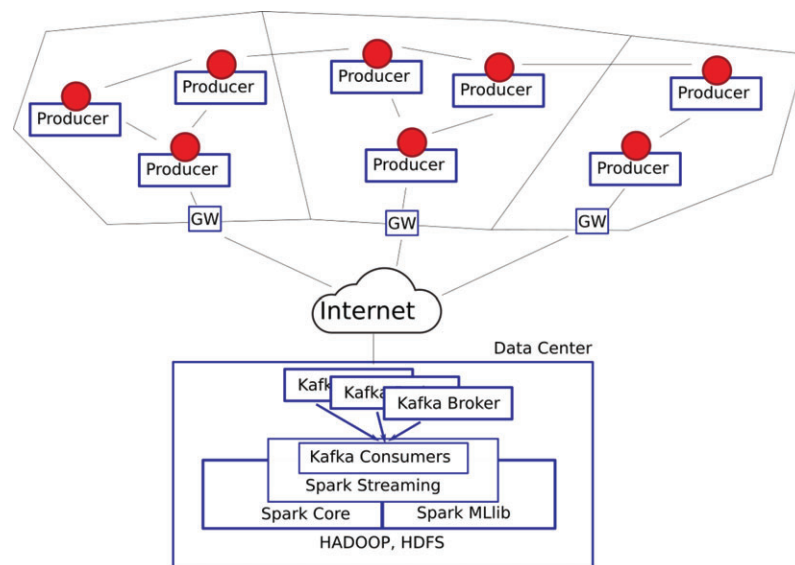 Producer
Producer
Producer
Producer
Producer
Producer
Producer
Producer
GW
GW
GW
Internet
Data Center
Kafka
Kafka Broker
Kafka Consumers
Spark Streaming
Spark Core
Spark MLlib
HADOOP, HDFS